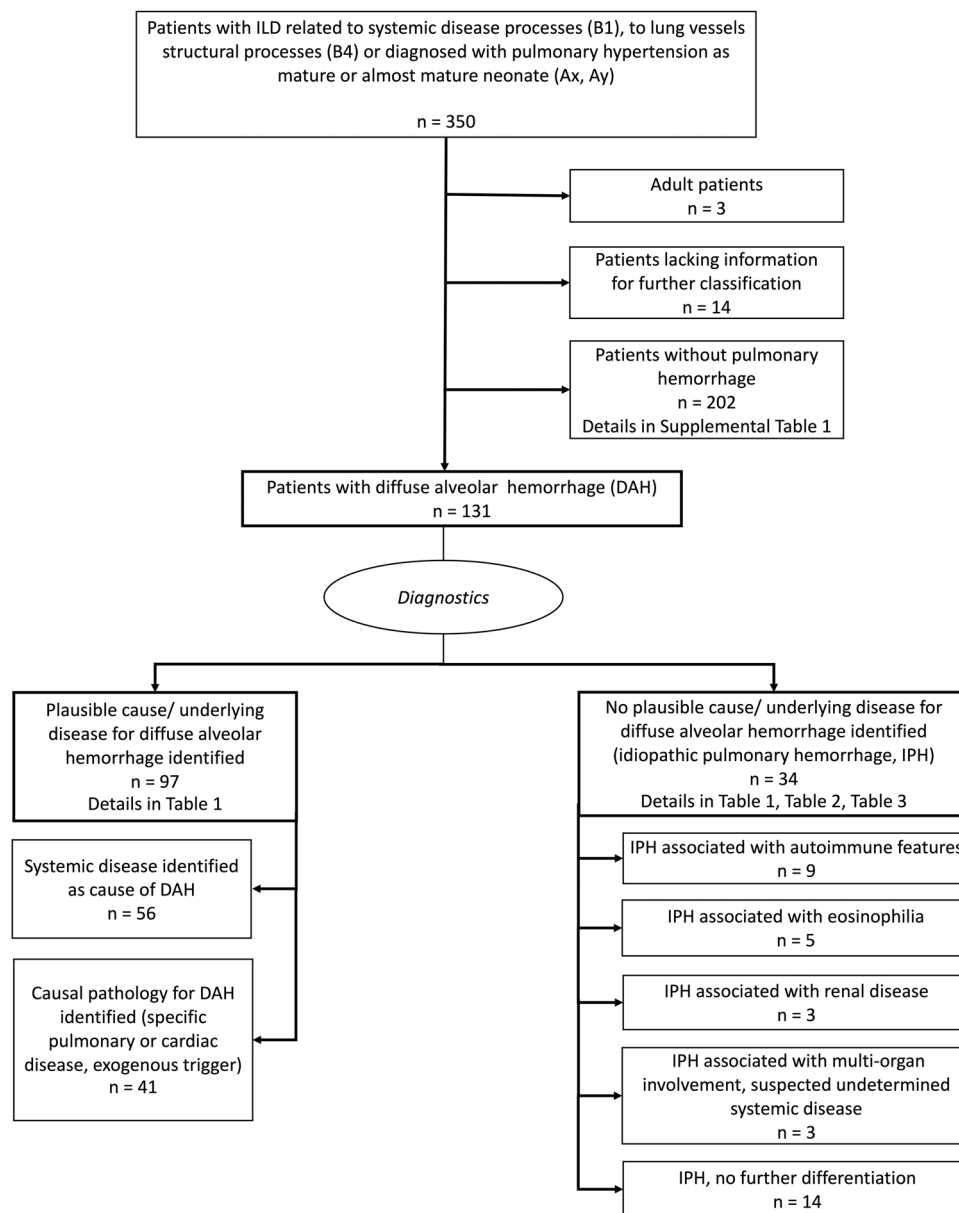 Patients with ILD related to systemic disease processes (B1), to lung vessels
structural processes (B4) or diagnosed with pulmonary hypertension as
mature or almost mature neonate (Ax, Ay)
n = 350
Adult patients
n = 3
Patients lacking information
for further classification
n = 14
Patients without pulmonary
hemorrhage
n = 202
Details in Supplemental Table 1
Patients with diffuse alveolar hemorrhage (DAH)
n = 131
Diagnostics
Plausible cause/ underlying
disease for diffuse alveolar
hemorrhage identified
n = 97
Details in Table 1
Systemic disease identified
as cause of DAH
n = 56
Causal pathology for DAH
identified (specific
pulmonary or cardiac
disease, exogenous trigger)
n = 41
No plausible cause/ underlying disease for
diffuse alveolar hemorrhage identified
(idiopathic pulmonary hemorrhage, IPH)
n = 34
Details in Table 1, Table 2, Table 3
IPH associated with autoimmune features
n = 9
IPH associated with eosinophilia
n = 5
IPH associated with renal disease
n = 3
IPH associated with multi-organ
involvement, suspected undetermined
systemic disease
n = 3
IPH, no further differentiation
n = 14